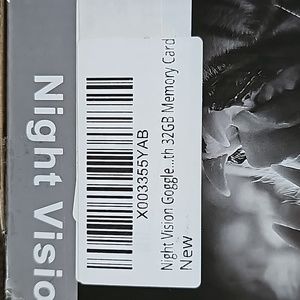 Night Visio
X003355YAB
Night Vision Goggle...th 32GB Memory Card
New